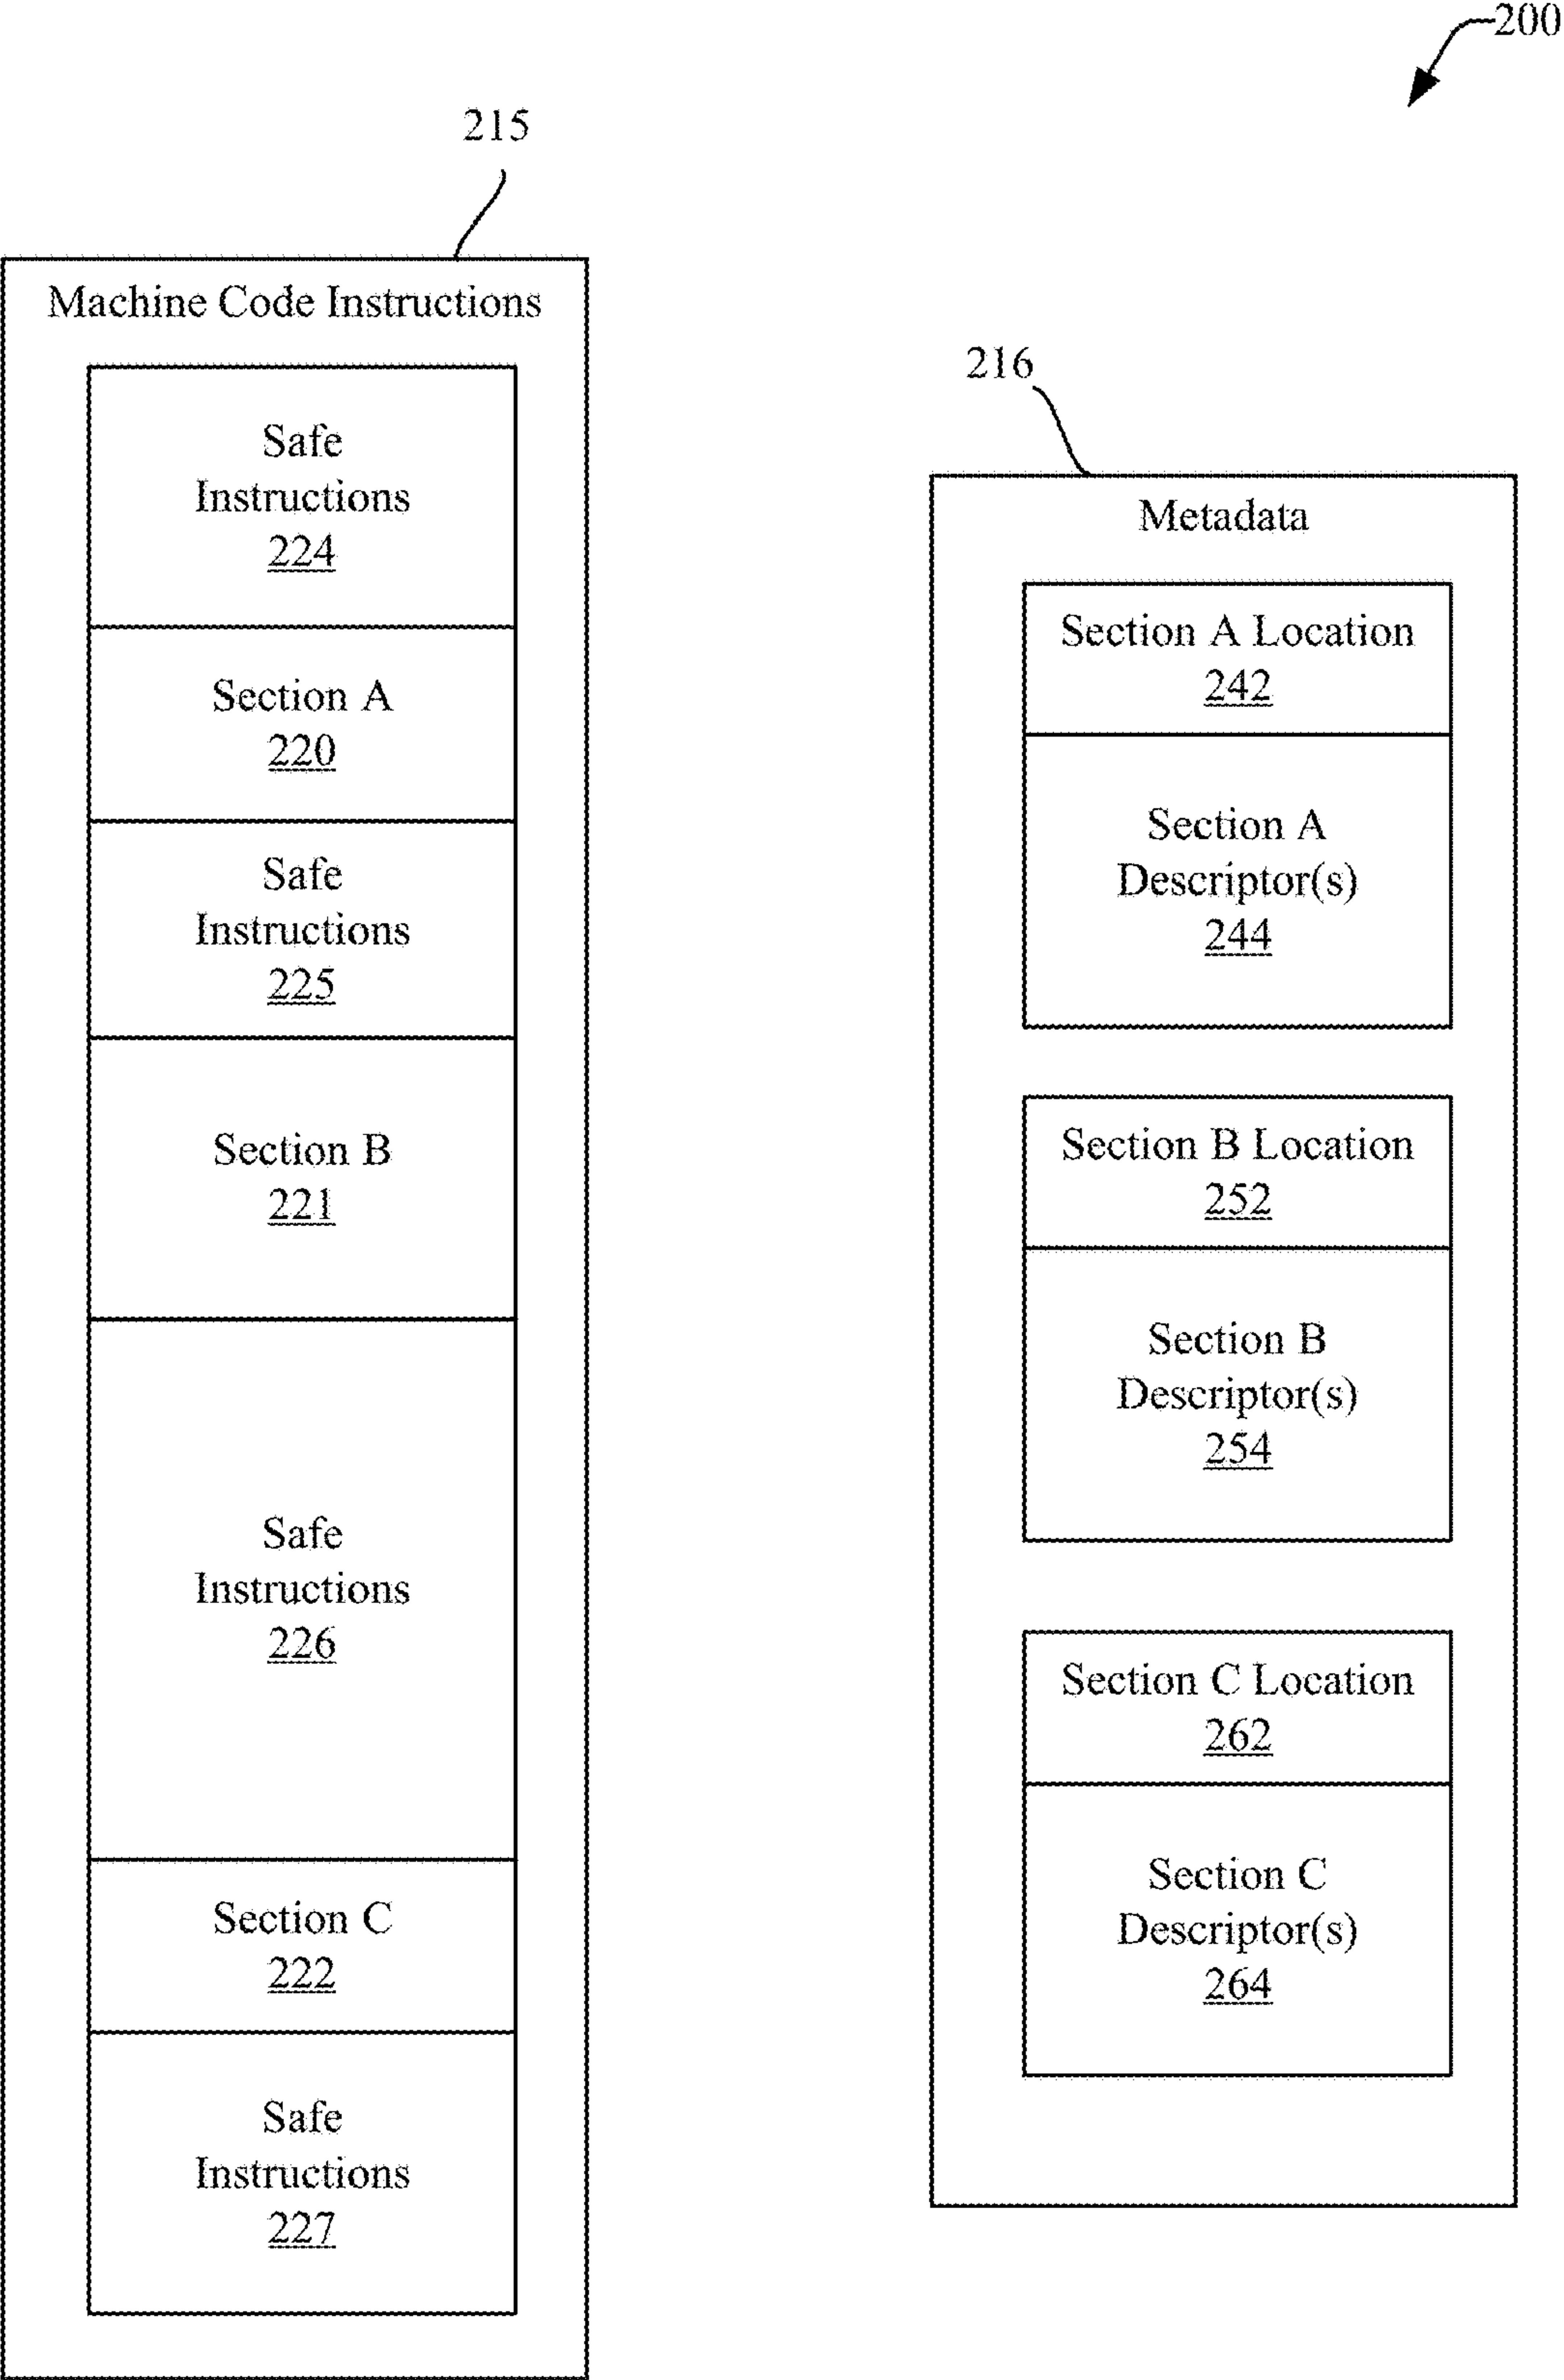 200
215
Machine Code Instructions
Safe
Instructions
224
Section A
220
Safe
Instructions
225
Section B
221
Safe
Instructions
226
Section C
222
Safe
Instructions
227
216
Metadata
Section A Location
242
Section A
Descriptor(s)
244
Section B Location
252
Section B
Descriptor(s)
254
Section C Location
262
Section C
Descriptor(s)
264